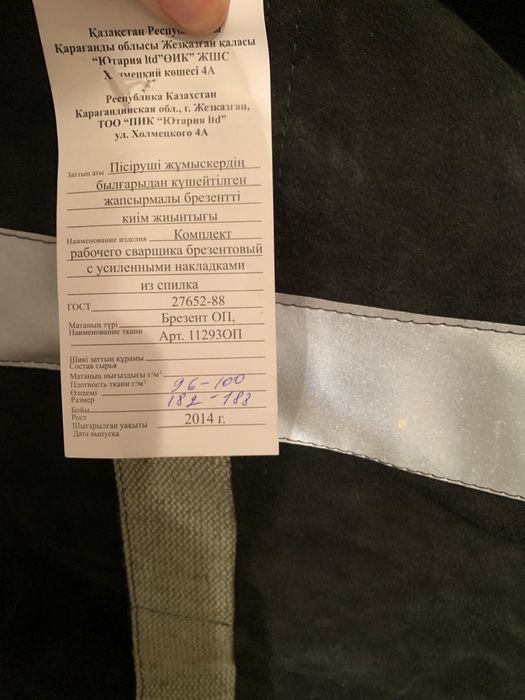 Қазақстан Респу
Қарағанды облысы Жезқазған қаласы
“Ютария ltd”ӨИК” ЖШС
мецкий көшесі 4А
Республика Казахстан
Карагандинская обл., г. Жезказган,
ТОО “ПИК “Ютария ltd”
ул. Холмецкого 4А
Заттың аты Пісіруші жұмыскердің
былғарыдан күшейтілген
жапсырмалы брезентті
киім жиынтығы
Наименование изделия Комплект
рабочего сварщика брезентовый
с усиленными накладками
из спилка
ГОСТ 27652-88
Матаның түрі Брезент ОП,
Наименование ткани Арт. 11293ОП
Шикі заттың құрамы
Состав сырья
Матаның нығыздығы г/м²
Плотность ткани г/м² 96-100
Өлшемі
Размер 182-188
Бойы
Рост 2014 г.
Шығарылған уақыты
Дата выпуска